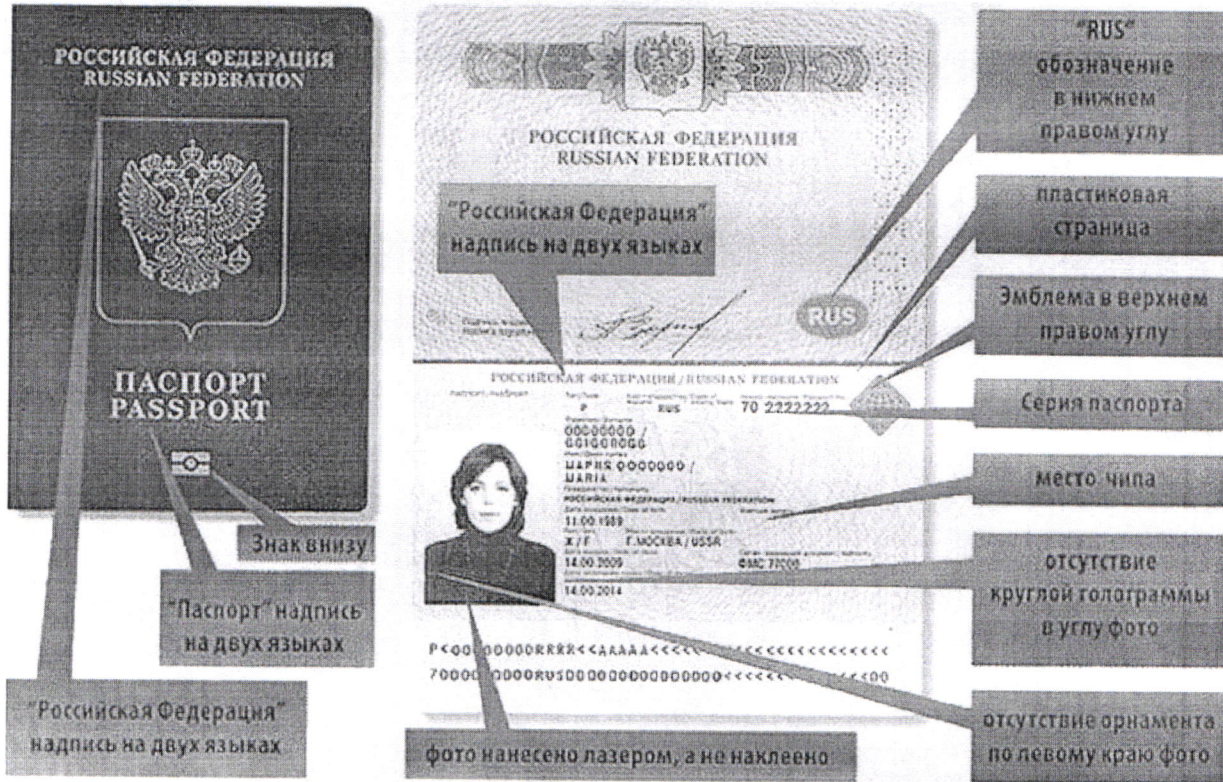 РОССИЙСКАЯ ФЕДЕРАЦИЯ
RUSSIAN FEDERATION
ПАСПОРТ
PASSPORT
Знак внизу
"Паспорт" надпись
на двух языках
"Российская Федерация"
надпись на двух языках
РОССИЙСКАЯ ФЕДЕРАЦИЯ
RUSSIAN FEDERATION
"Российская Федерация"
надпись на двух языках
RUS
РОССИЙСКАЯ ФЕДЕРАЦИЯ/RUSSIAN FEDERATION
P RUS 70 2222222
МАРИЯ
MARIA
РОССИЙСКАЯ ФЕДЕРАЦИЯ/RUSSIAN FEDERATION
11.00.1989
Ж/F Г.МОСКВА/USSR
14.00.2009 ФМС 77000
14.00.2014
фото нанесено лазером, а не наклеено
"RUS"
обозначение
в нижнем
правом углу
пластиковая
страница
Эмблема в верхнем
правом углу
Серия паспорта
место чипа
отсутствие
круглой голограммы
в углу фото
отсутствие орнамента
по левому краю фото